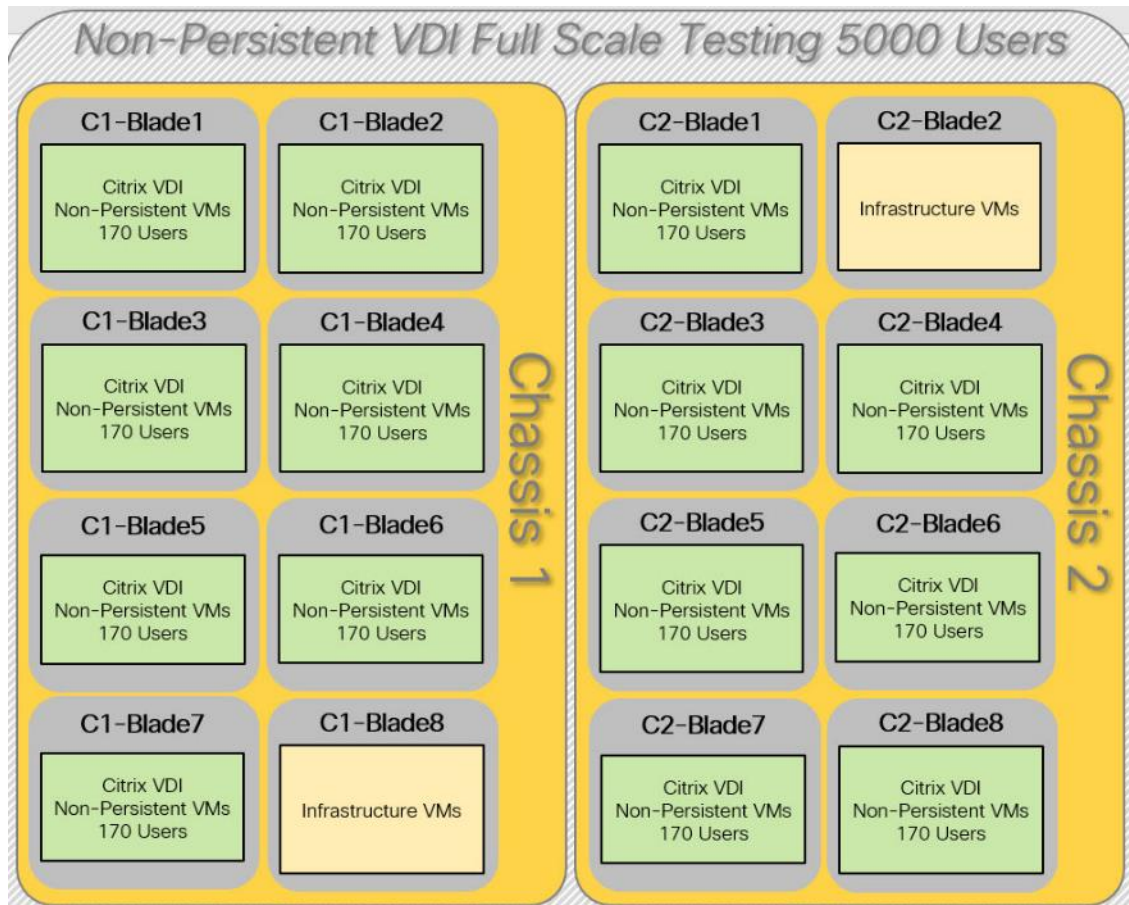 Non-Persistent VDI Full Scale Testing 5000 Users
C1-Blade1
Citrix VDI
Non-Persistent VMs
170 Users
C1-Blade2
Citrix VDI
Non-Persistent VMs
170 Users
C1-Blade3
Citrix VDI
Non-Persistent VMs
170 Users
C1-Blade4
Citrix VDI
Non-Persistent VMs
170 Users
C1-Blade5
Citrix VDI
Non-Persistent VMs
170 Users
C1-Blade6
Citrix VDI
Non-Persistent VMs
170 Users
C1-Blade7
Citrix VDI
Non-Persistent VMs
170 Users
C1-Blade8
Infrastructure VMs
Chassis 1
C2-Blade1
Citrix VDI
Non-Persistent VMs
170 Users
C2-Blade2
Infrastructure VMs
C2-Blade3
Citrix VDI
Non-Persistent VMs
170 Users
C2-Blade4
Citrix VDI
Non-Persistent VMs
170 Users
C2-Blade5
Citrix VDI
Non-Persistent VMs
170 Users
C2-Blade6
Citrix VDI
Non-Persistent VMs
170 Users
C2-Blade7
Citrix VDI
Non-Persistent VMs
170 Users
C2-Blade8
Citrix VDI
Non-Persistent VMs
170 Users
Chassis 2